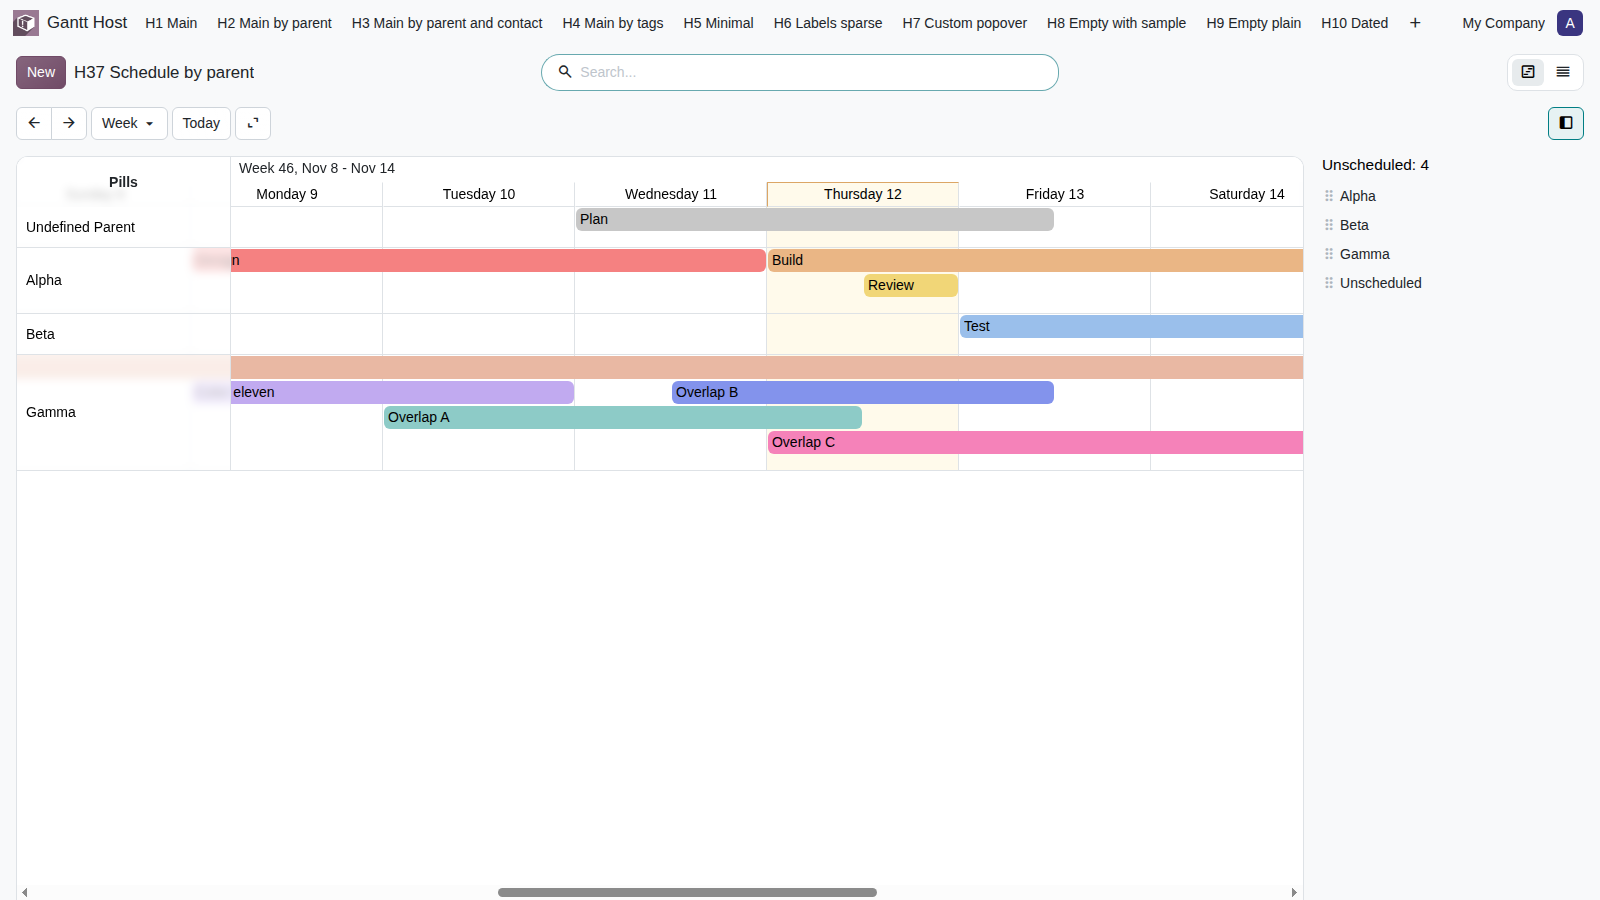 Gantt Host H1 Main H2 Main by parent H3 Main by parent and contact H4 Main by tags H5 Minimal H6 Labels sparse H7 Custom popover H8 Empty with sample H9 Empty plain H10 Dated + My Company A
New H37 Schedule by parent Search...
Week Today
Week 46, Nov 8 - Nov 14
Pills
Monday 9 Tuesday 10 Wednesday 11 Thursday 12 Friday 13 Saturday 14
Undefined Parent Plan
Alpha Build
Review
Beta Test
Gamma eleven Overlap B
Overlap A
Overlap C
Unscheduled: 4
Alpha
Beta
Gamma
Unscheduled